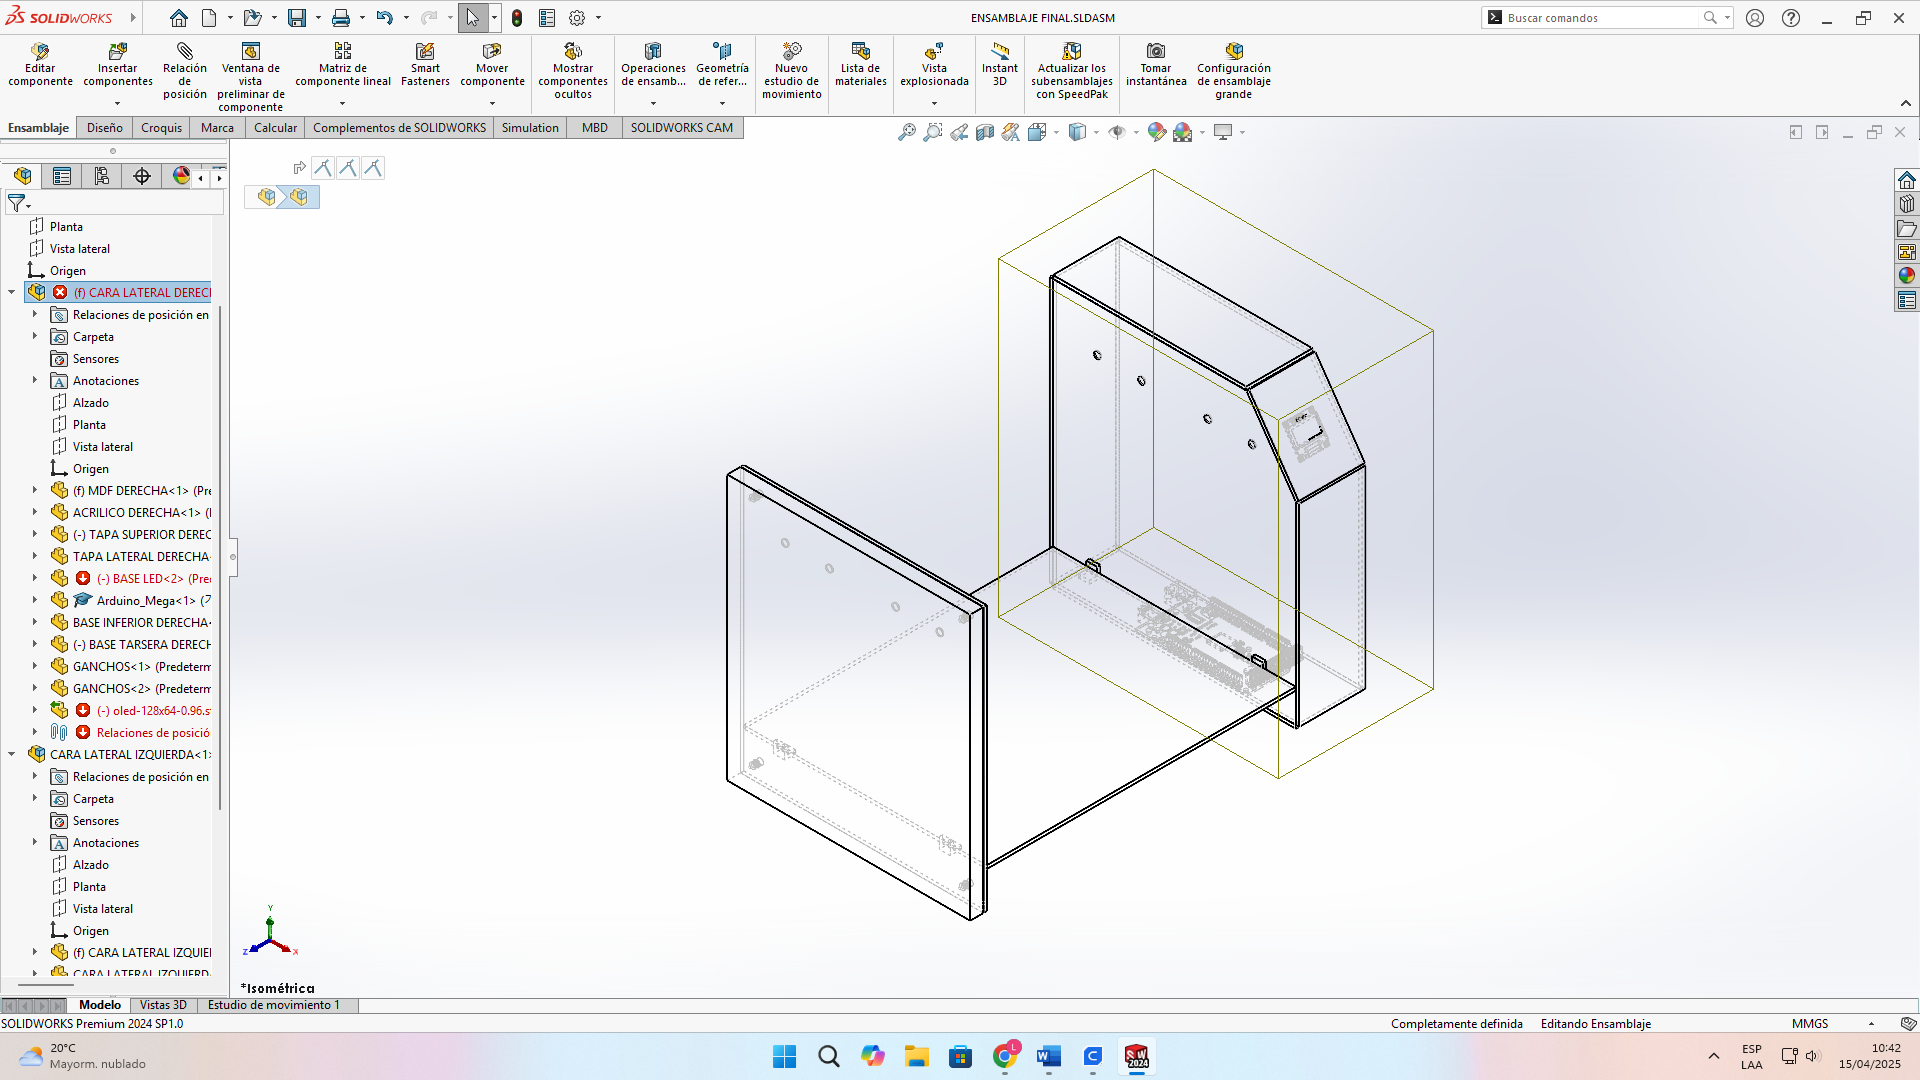 SOLIDWORKS
ENSAMBLAJE FINAL.SLDASM
Buscar comandos
Editar componente
Insertar componentes
Relación de posición
Ventana de vista preliminar de componente
Matriz de componente lineal
Smart Fasteners
Mover componente
Mostrar componentes ocultos
Operaciones de ensamb...
Geometría de refer...
Nuevo estudio de movimiento
Lista de materiales
Vista explosionada
Instant 3D
Actualizar los subensamblajes con SpeedPak
Tomar instantánea
Configuración de ensamblaje grande
Ensamblaje
Diseño
Croquis
Marca
Calcular
Complementos de SOLIDWORKS
Simulation
MBD
SOLIDWORKS CAM
Planta
Vista lateral
Origen
(f) CARA LATERAL DEREC
Relaciones de posición en
Carpeta
Sensores
Anotaciones
Alzado
Planta
Vista lateral
Origen
(f) MDF DERECHA<1> (Pre
ACRILICO DERECHA<1> (
(-) TAPA SUPERIOR DEREC
TAPA LATERAL DERECHA
(-) BASE LED<2> (Pre
Arduino_Mega<1> (
BASE INFERIOR DERECHA
(-) BASE TARSERA DERECH
GANCHOS<1> (Predeterm
GANCHOS<2> (Predeterm
(-) oled-128x64-0.96.s
Relaciones de posició
CARA LATERAL IZQUIERDA<1>
Relaciones de posición en
Carpeta
Sensores
Anotaciones
Alzado
Planta
Vista lateral
Origen
(f) CARA LATERAL IZQUIE
CARA LATERAL IZQUIERD
Y
Z
X
*Isométrica
Modelo
Vistas 3D
Estudio de movimiento 1
SOLIDWORKS Premium 2024 SP1.0
Completamente definida
Editando Ensamblaje
MMGS
20°C
Mayorm. nublado
L
SW
2024
ESP
LAA
10:42
15/04/2025